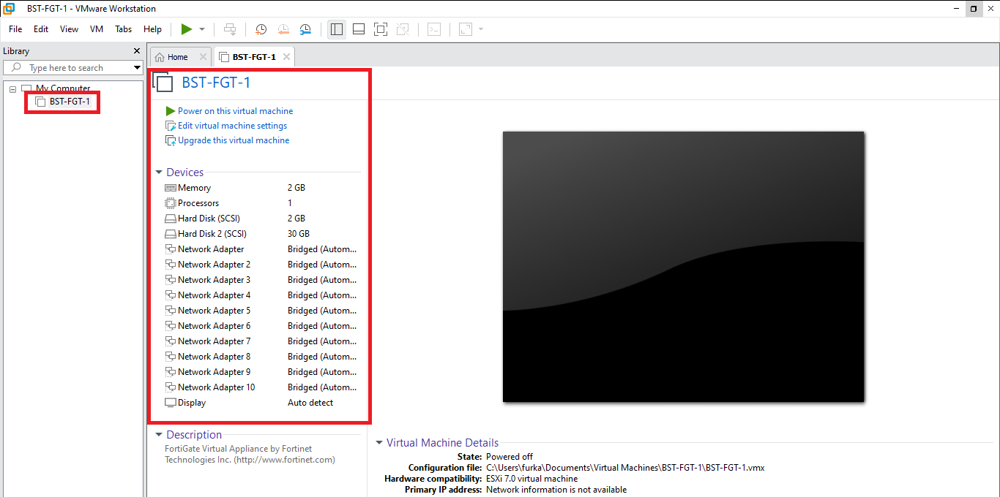 BST-FGT-1 - VMware Workstation
File Edit View VM Tabs Help
Library
Type here to search
My Computer
BST-FGT-1
Home
BST-FGT-1
BST-FGT-1
Power on this virtual machine
Edit virtual machine settings
Upgrade this virtual machine
Devices
Memory 2 GB
Processors 1
Hard Disk (SCSI) 2 GB
Hard Disk 2 (SCSI) 30 GB
Network Adapter Bridged (Autom...
Network Adapter 2 Bridged (Autom...
Network Adapter 3 Bridged (Autom...
Network Adapter 4 Bridged (Autom...
Network Adapter 5 Bridged (Autom...
Network Adapter 6 Bridged (Autom...
Network Adapter 7 Bridged (Autom...
Network Adapter 8 Bridged (Autom...
Network Adapter 9 Bridged (Autom...
Network Adapter 10 Bridged (Autom...
Display Auto detect
Description
FortiGate Virtual Appliance by Fortinet
Technologies Inc. (http://www.fortinet.com)
Virtual Machine Details
State: Powered off
Configuration file: C:\Users\furka\Documents\Virtual Machines\BST-FGT-1\BST-FGT-1.vmx
Hardware compatibility: ESXi 7.0 virtual machine
Primary IP address: Network information is not available